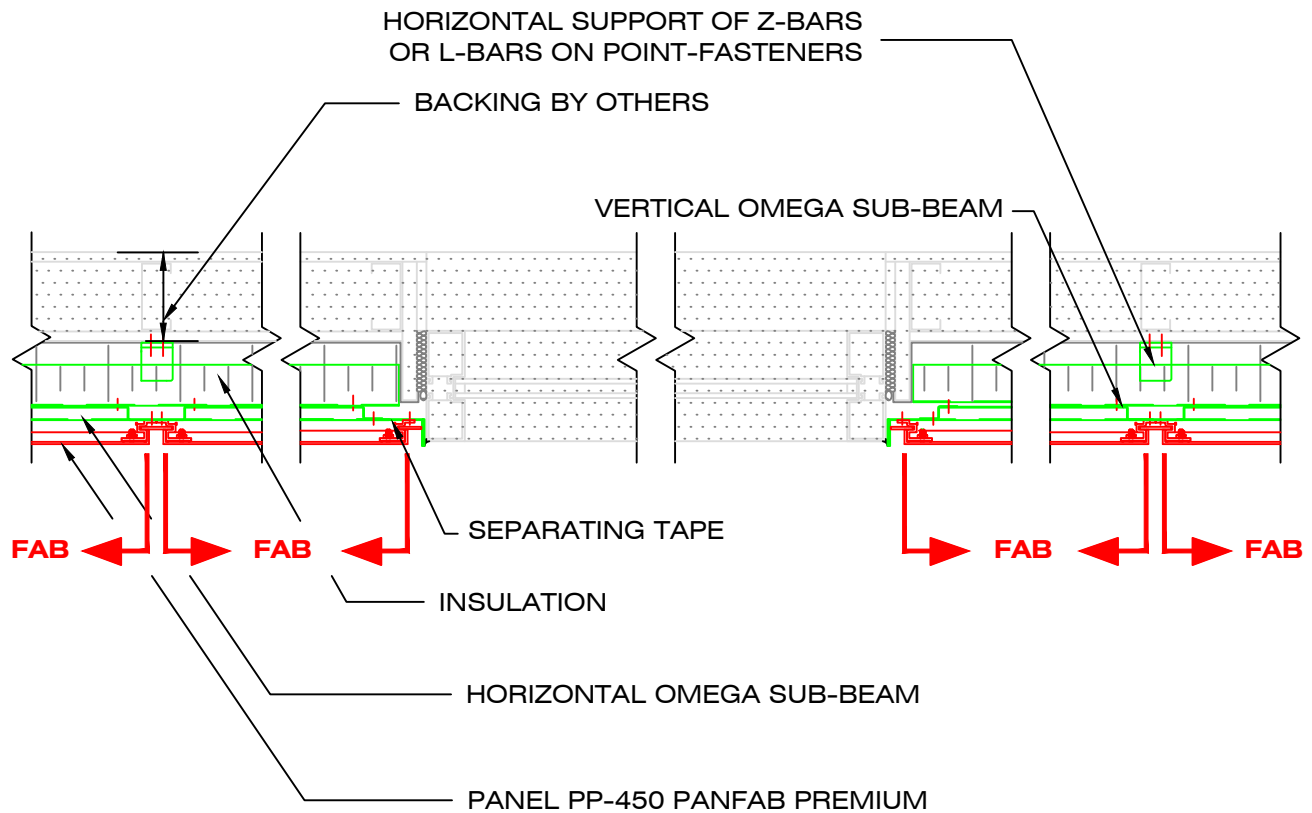 HORIZONTAL SUPPORT OF Z-BARS
OR L-BARS ON POINT-FASTENERS
BACKING BY OTHERS
VERTICAL OMEGA SUB-BEAM
SEPARATING TAPE
FAB
FAB
FAB
FAB
INSULATION
HORIZONTAL OMEGA SUB-BEAM
PANEL PP-450 PANFAB PREMIUM